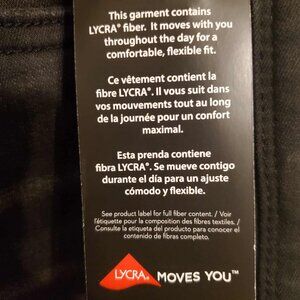 This garment contains
LYCRA® fiber. It moves with you
throughout the day for a
comfortable, flexible fit.
Ce vêtement contient la
fibre LYCRA®. Il vous suit dans
vos mouvements tout au long
de la journée pour un confort
maximal.
Esta prenda contiene
fibra LYCRA®. Se mueve contigo
durante el día para un ajuste
cómodo y flexible.
See product label for full fiber content. / Voir
l'étiquette pour la composition des fibres textiles.
/ Consulte la etiqueta del producto para conocer el
contenido de fibras completo.
LYCRA® MOVES YOU™